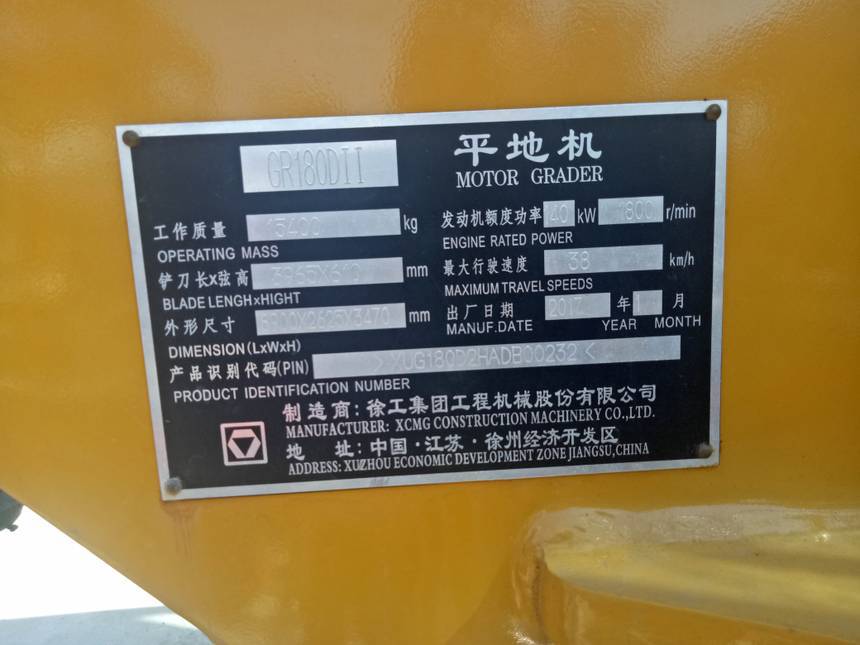 GR180DII
平地机
MOTOR GRADER
工作质量 15400 kg
OPERATING MASS
发动机额度功率 140 kW 1800 r/min
ENGINE RATED POWER
铲刀长x弦高 3965X610 mm
BLADE LENGHxHIGHT
最大行驶速度 38 km/h
MAXIMUM TRAVEL SPEEDS
外形尺寸 X2625X3470 mm
DIMENSION(LxWxH)
出厂日期 2017 年 月
MANUF.DATE YEAR MONTH
产品识别代码(PIN) >XUG180D2HADB00232<
PRODUCT IDENTIFICATION NUMBER
制造商:徐工集团工程机械股份有限公司
MANUFACTURER: XCMG CONSTRUCTION MACHINERY CO.,LTD.
地 址:中国·江苏·徐州经济开发区
ADDRESS: XUZHOU ECONOMIC DEVELOPMENT ZONE JIANGSU,CHINA